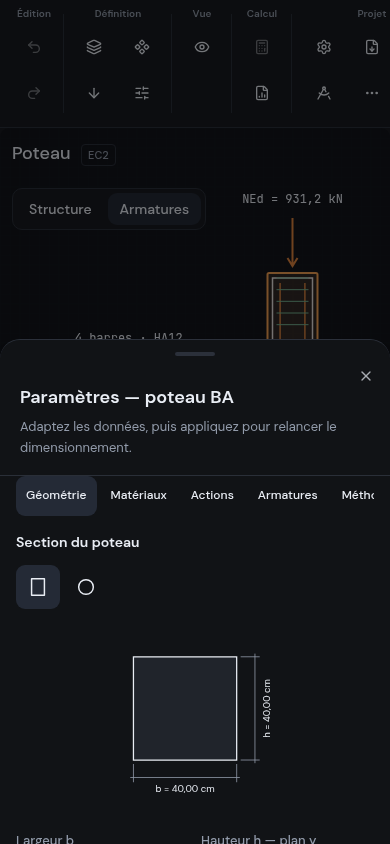 Édition Définition Vue Calcul Projet
Poteau EC2
Structure Armatures
NEd = 931,2 kN
4 barres · HA12
Paramètres — poteau BA
Adaptez les données, puis appliquez pour relancer le
dimensionnement.
Géométrie Matériaux Actions Armatures Métho
Section du poteau
h = 40,00 cm
b = 40,00 cm
Largeur b Hauteur h — plan y